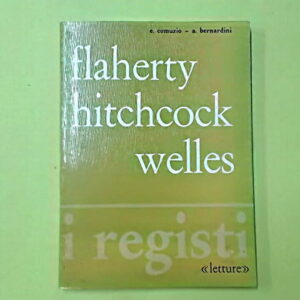 e. comuzio - a. bernardini
flaherty
hitchcock
welles
i registi
«letture»